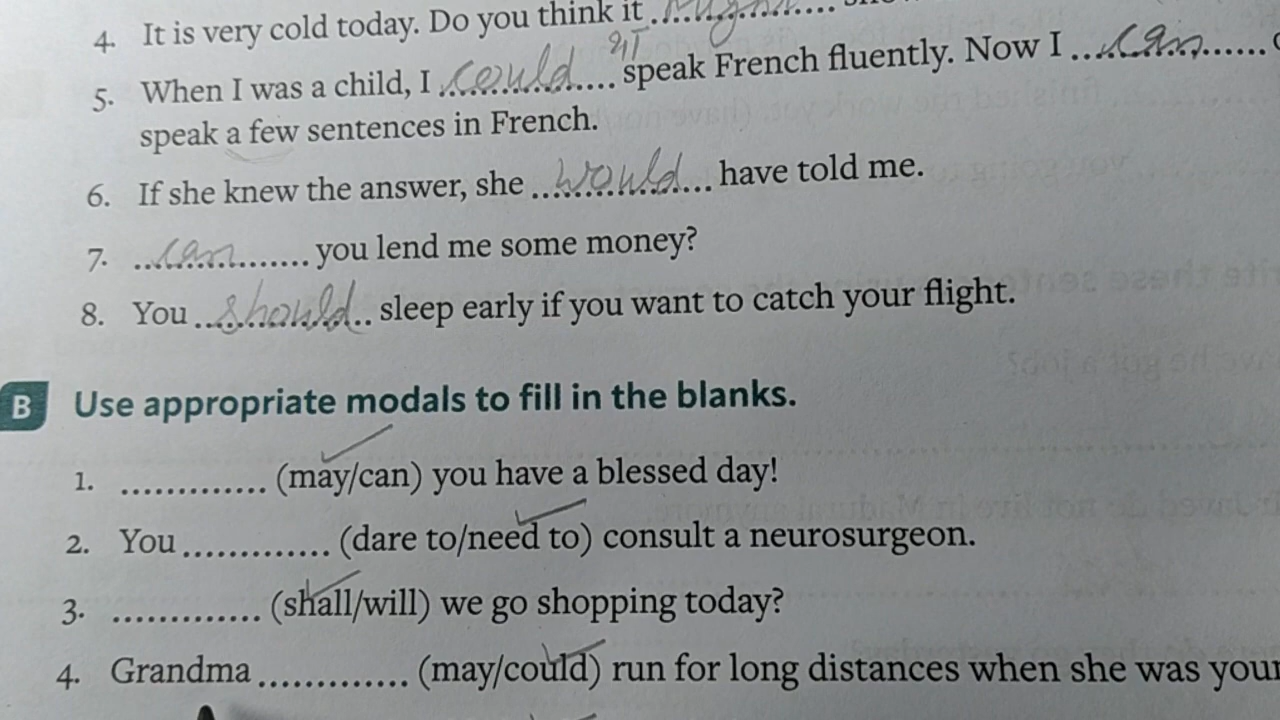 4. It is very cold today. Do you think it ..............
5. When I was a child, I could speak French fluently. Now I ... can ......
speak a few sentences in French.
6. If she knew the answer, she would have told me.
7. can you lend me some money?
8. You should sleep early if you want to catch your flight.
B Use appropriate modals to fill in the blanks.
1. ............. (may/can) you have a blessed day!
2. You ............. (dare to/need to) consult a neurosurgeon.
3. ............. (shall/will) we go shopping today?
4. Grandma ............. (may/could) run for long distances when she was